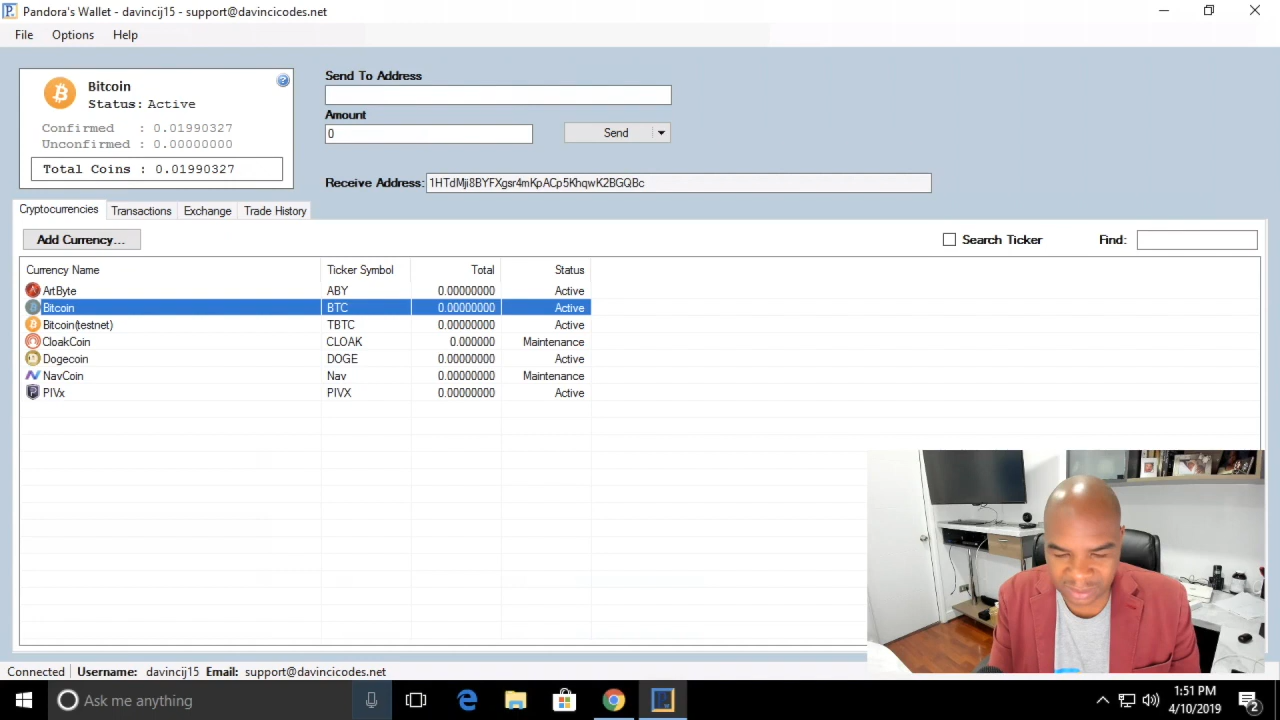 Pandora's Wallet - davincij15 - support@davincicodes.net
File Options Help
Bitcoin
Status: Active
Confirmed : 0.01990327
Unconfirmed : 0.00000000
Total Coins : 0.01990327
Send To Address
Amount
0
Send
Receive Address: 1HTdMji8BYFXgsr4mKpACp5KhqwK2BGQBc
Cryptocurrencies Transactions Exchange Trade History
Add Currency... Search Ticker Find:
Currency Name Ticker Symbol Total Status
ArtByte ABY 0.00000000 Active
Bitcoin BTC 0.00000000 Active
Bitcoin(testnet) TBTC 0.00000000 Active
CloakCoin CLOAK 0.000000 Maintenance
Dogecoin DOGE 0.00000000 Active
NavCoin Nav 0.00000000 Maintenance
PIVx PIVX 0.00000000 Active
Connected Username: davincij15 Email: support@davincicodes.net
Ask me anything
1:51 PM
4/10/2019
2